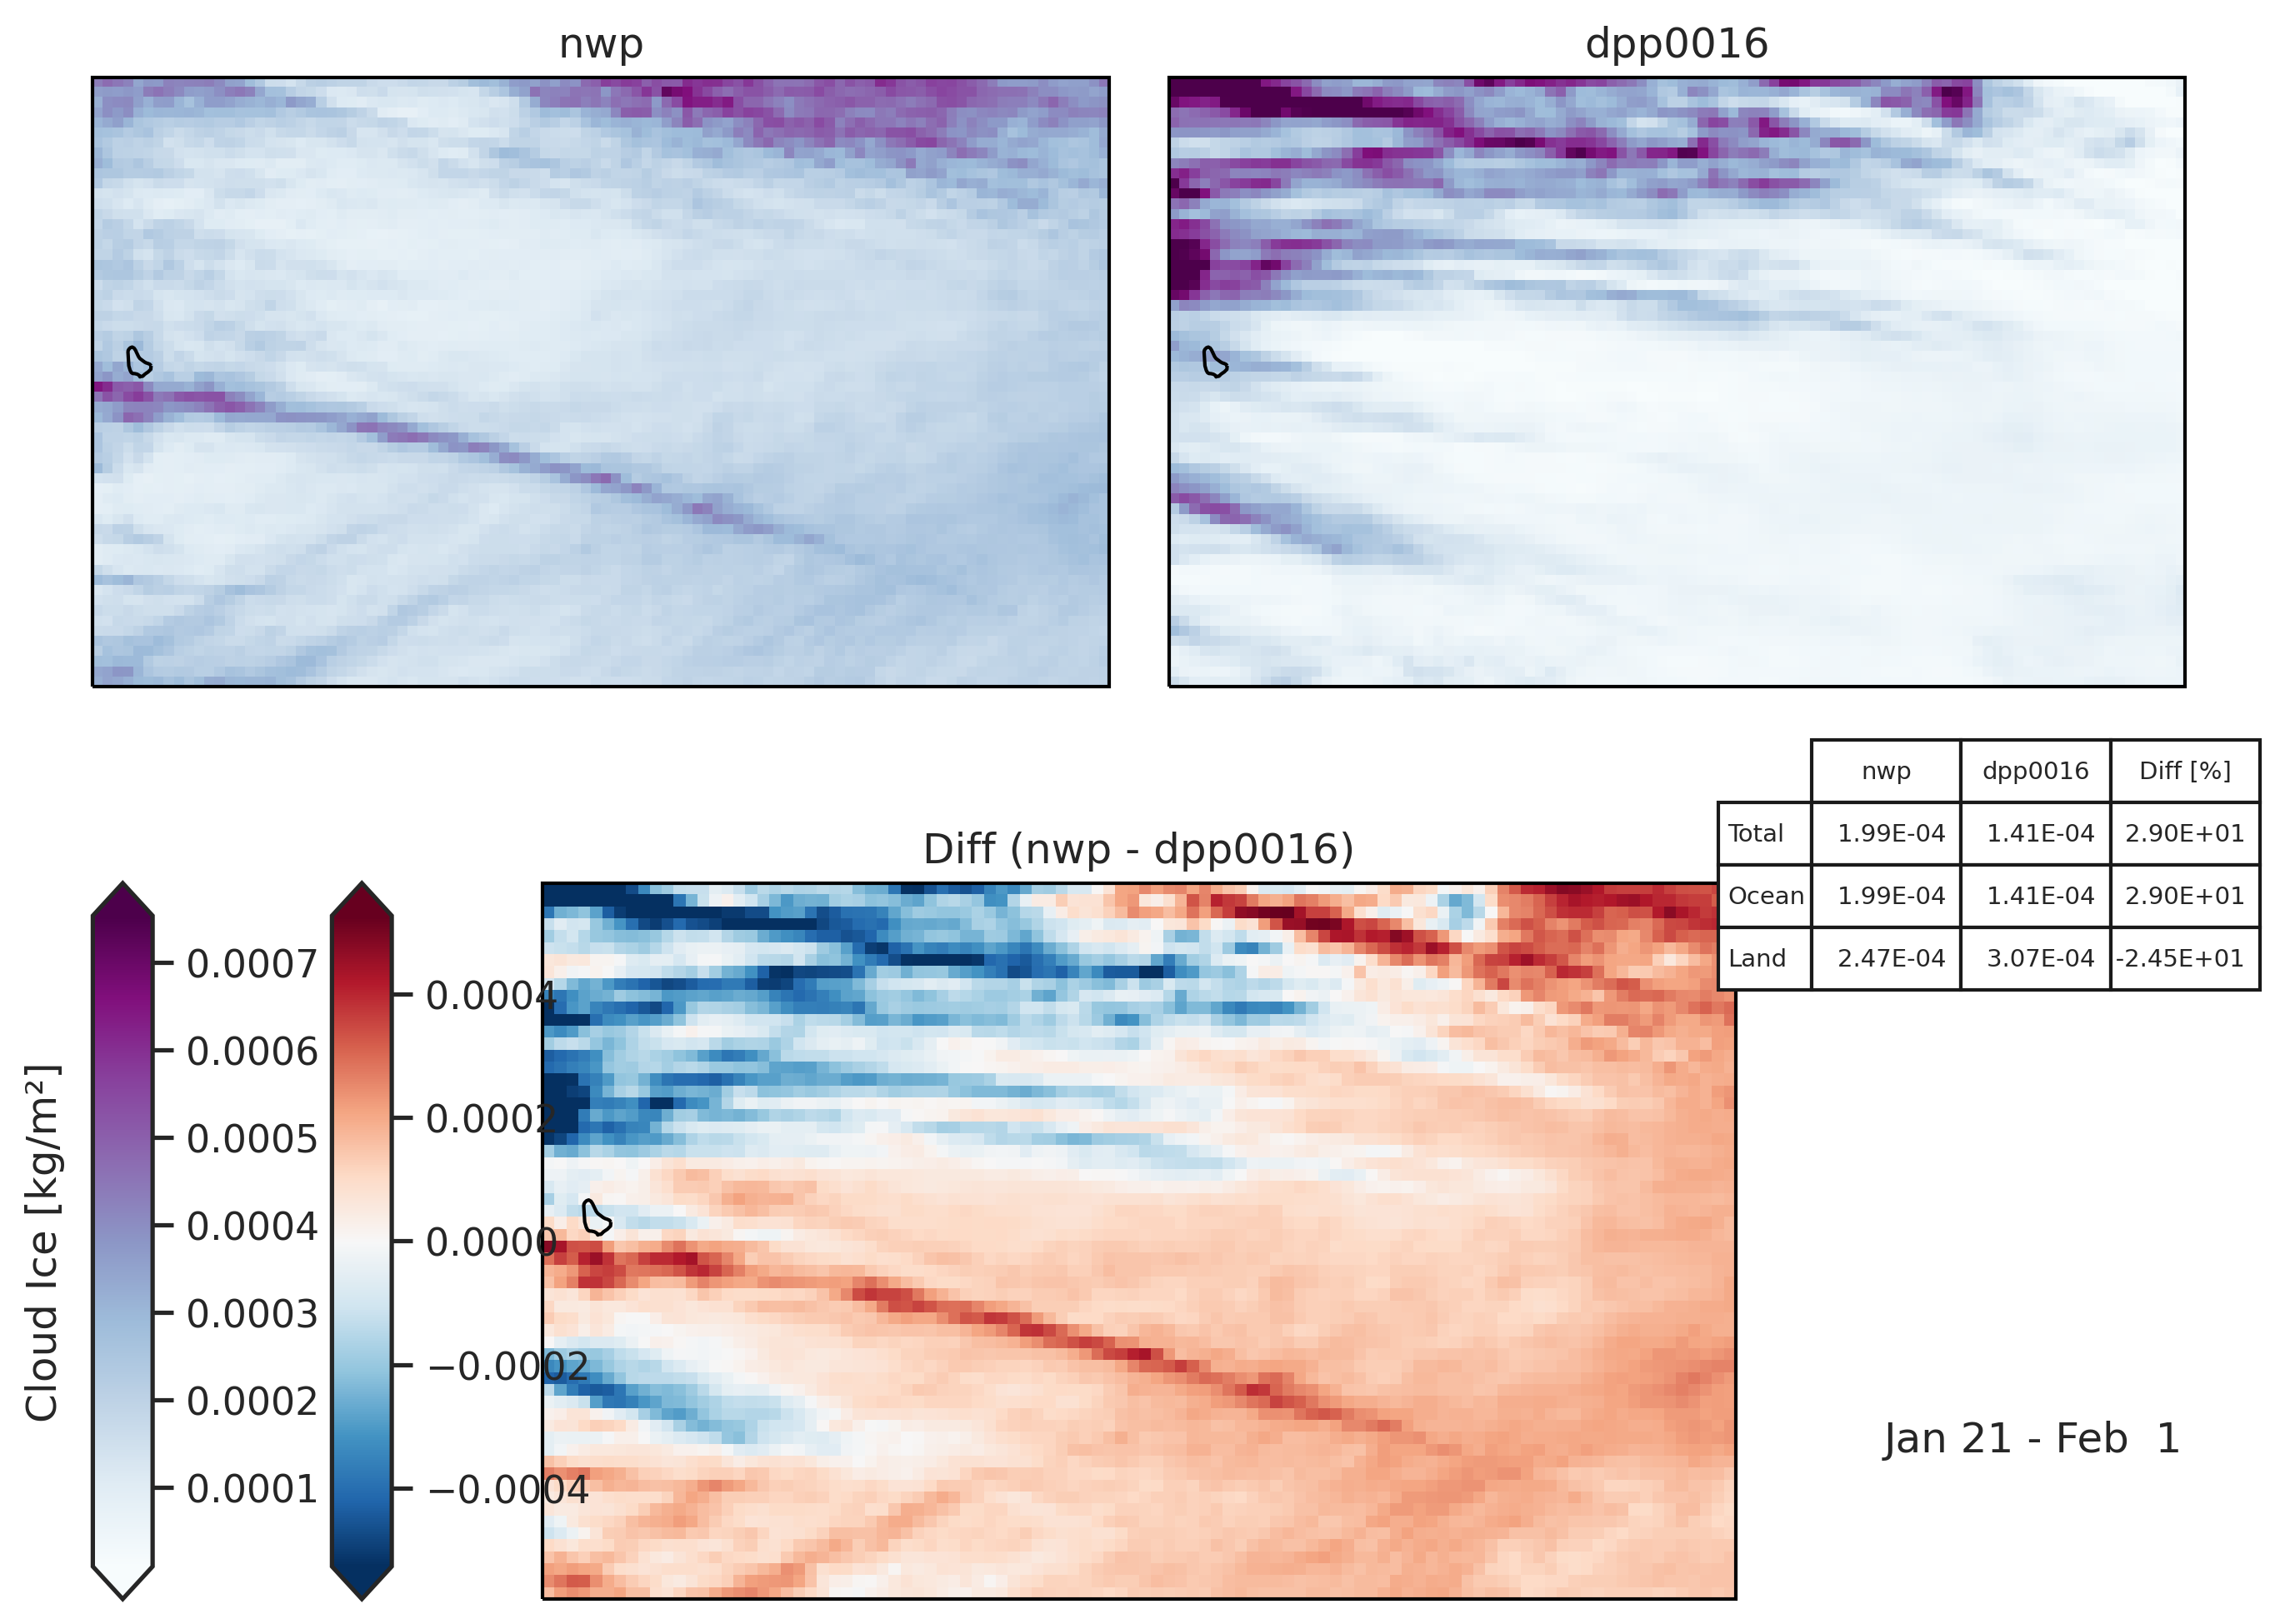 nwp
dpp0016
nwp dpp0016 Diff [%]
Total 1.99E-04 1.41E-04 2.90E+01
Ocean 1.99E-04 1.41E-04 2.90E+01
Land 2.47E-04 3.07E-04 -2.45E+01
Diff (nwp - dpp0016)
Cloud Ice [kg/m²]
0.0007
0.0006
0.0005
0.0004
0.0003
0.0002
0.0001
0.0004
0.0002
0.0000
−0.0002
−0.0004
Jan 21 - Feb  1